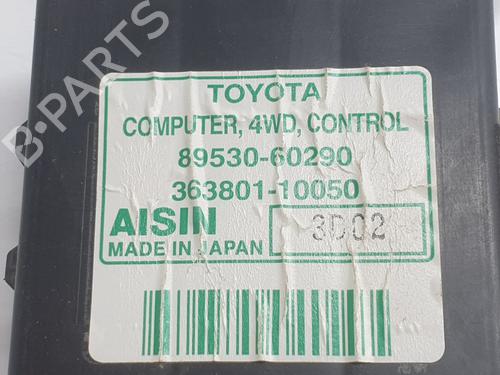 B-PARTS
TOYOTA
COMPUTER, 4WD, CONTROL
89530-60290
363801-10050
AISIN
MADE IN JAPAN
3D02